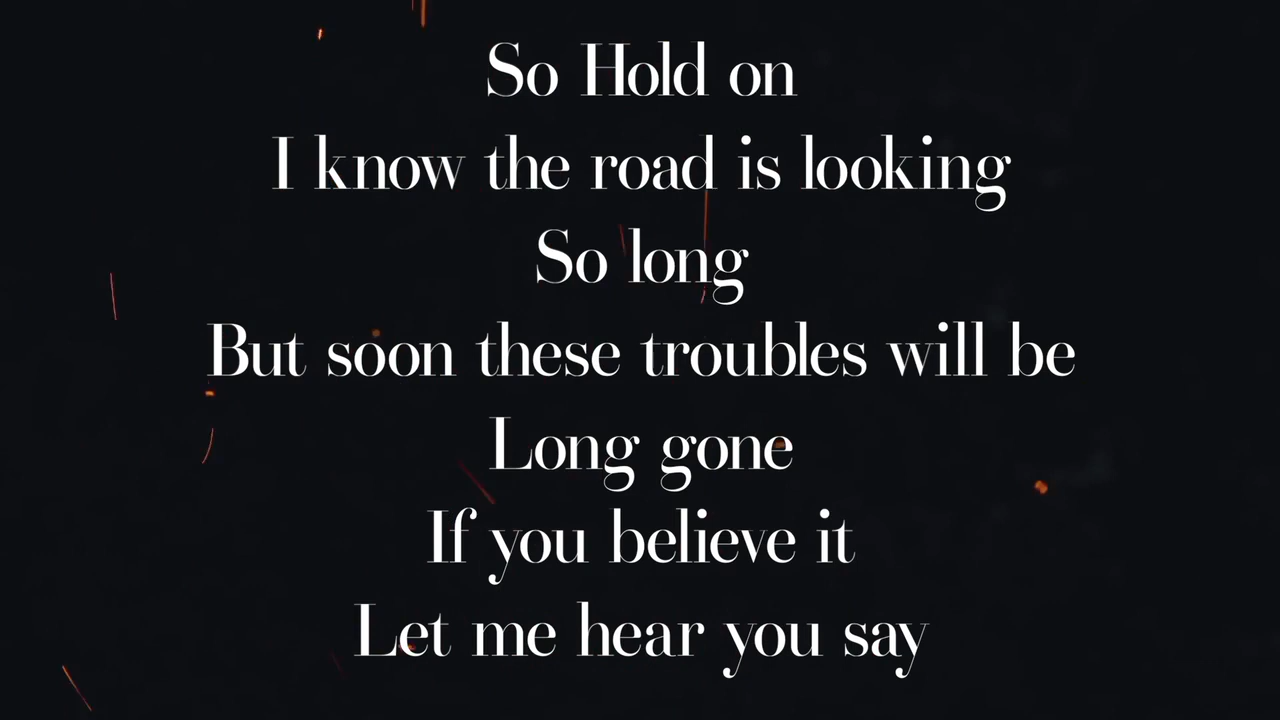 So Hold on
I know the road is looking
So long
But soon these troubles will be
Long gone
If you believe it
Let me hear you say